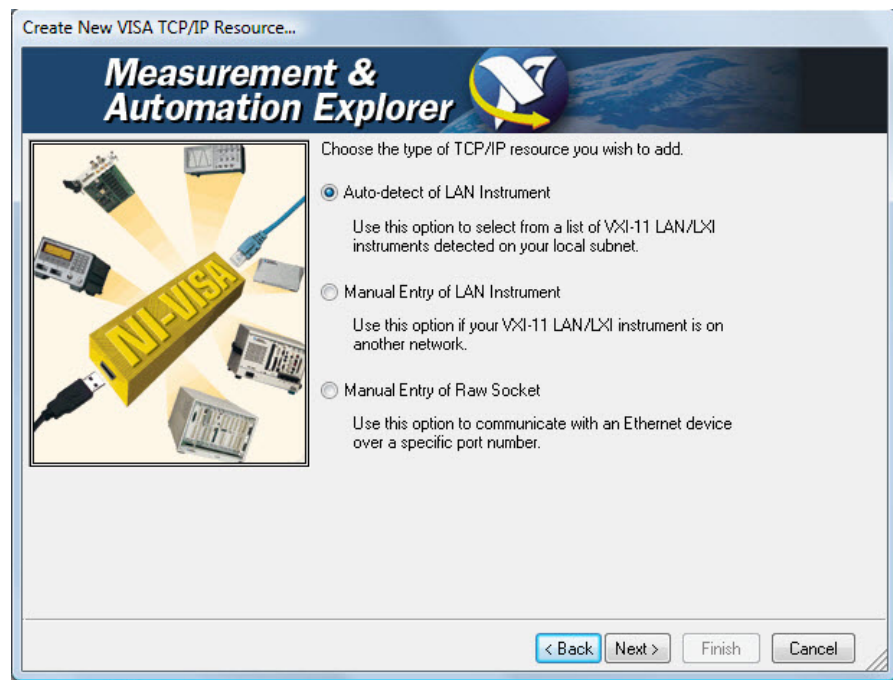 Create New VISA TCP/IP Resource...
Measurement &
Automation Explorer
NI-VISA
Choose the type of TCP/IP resource you wish to add.
Auto-detect of LAN Instrument
Use this option to select from a list of VXI-11 LAN/LXI
instruments detected on your local subnet.
Manual Entry of LAN Instrument
Use this option if your VXI-11 LAN/LXI instrument is on
another network.
Manual Entry of Raw Socket
Use this option to communicate with an Ethernet device
over a specific port number.
< Back
Next >
Finish
Cancel